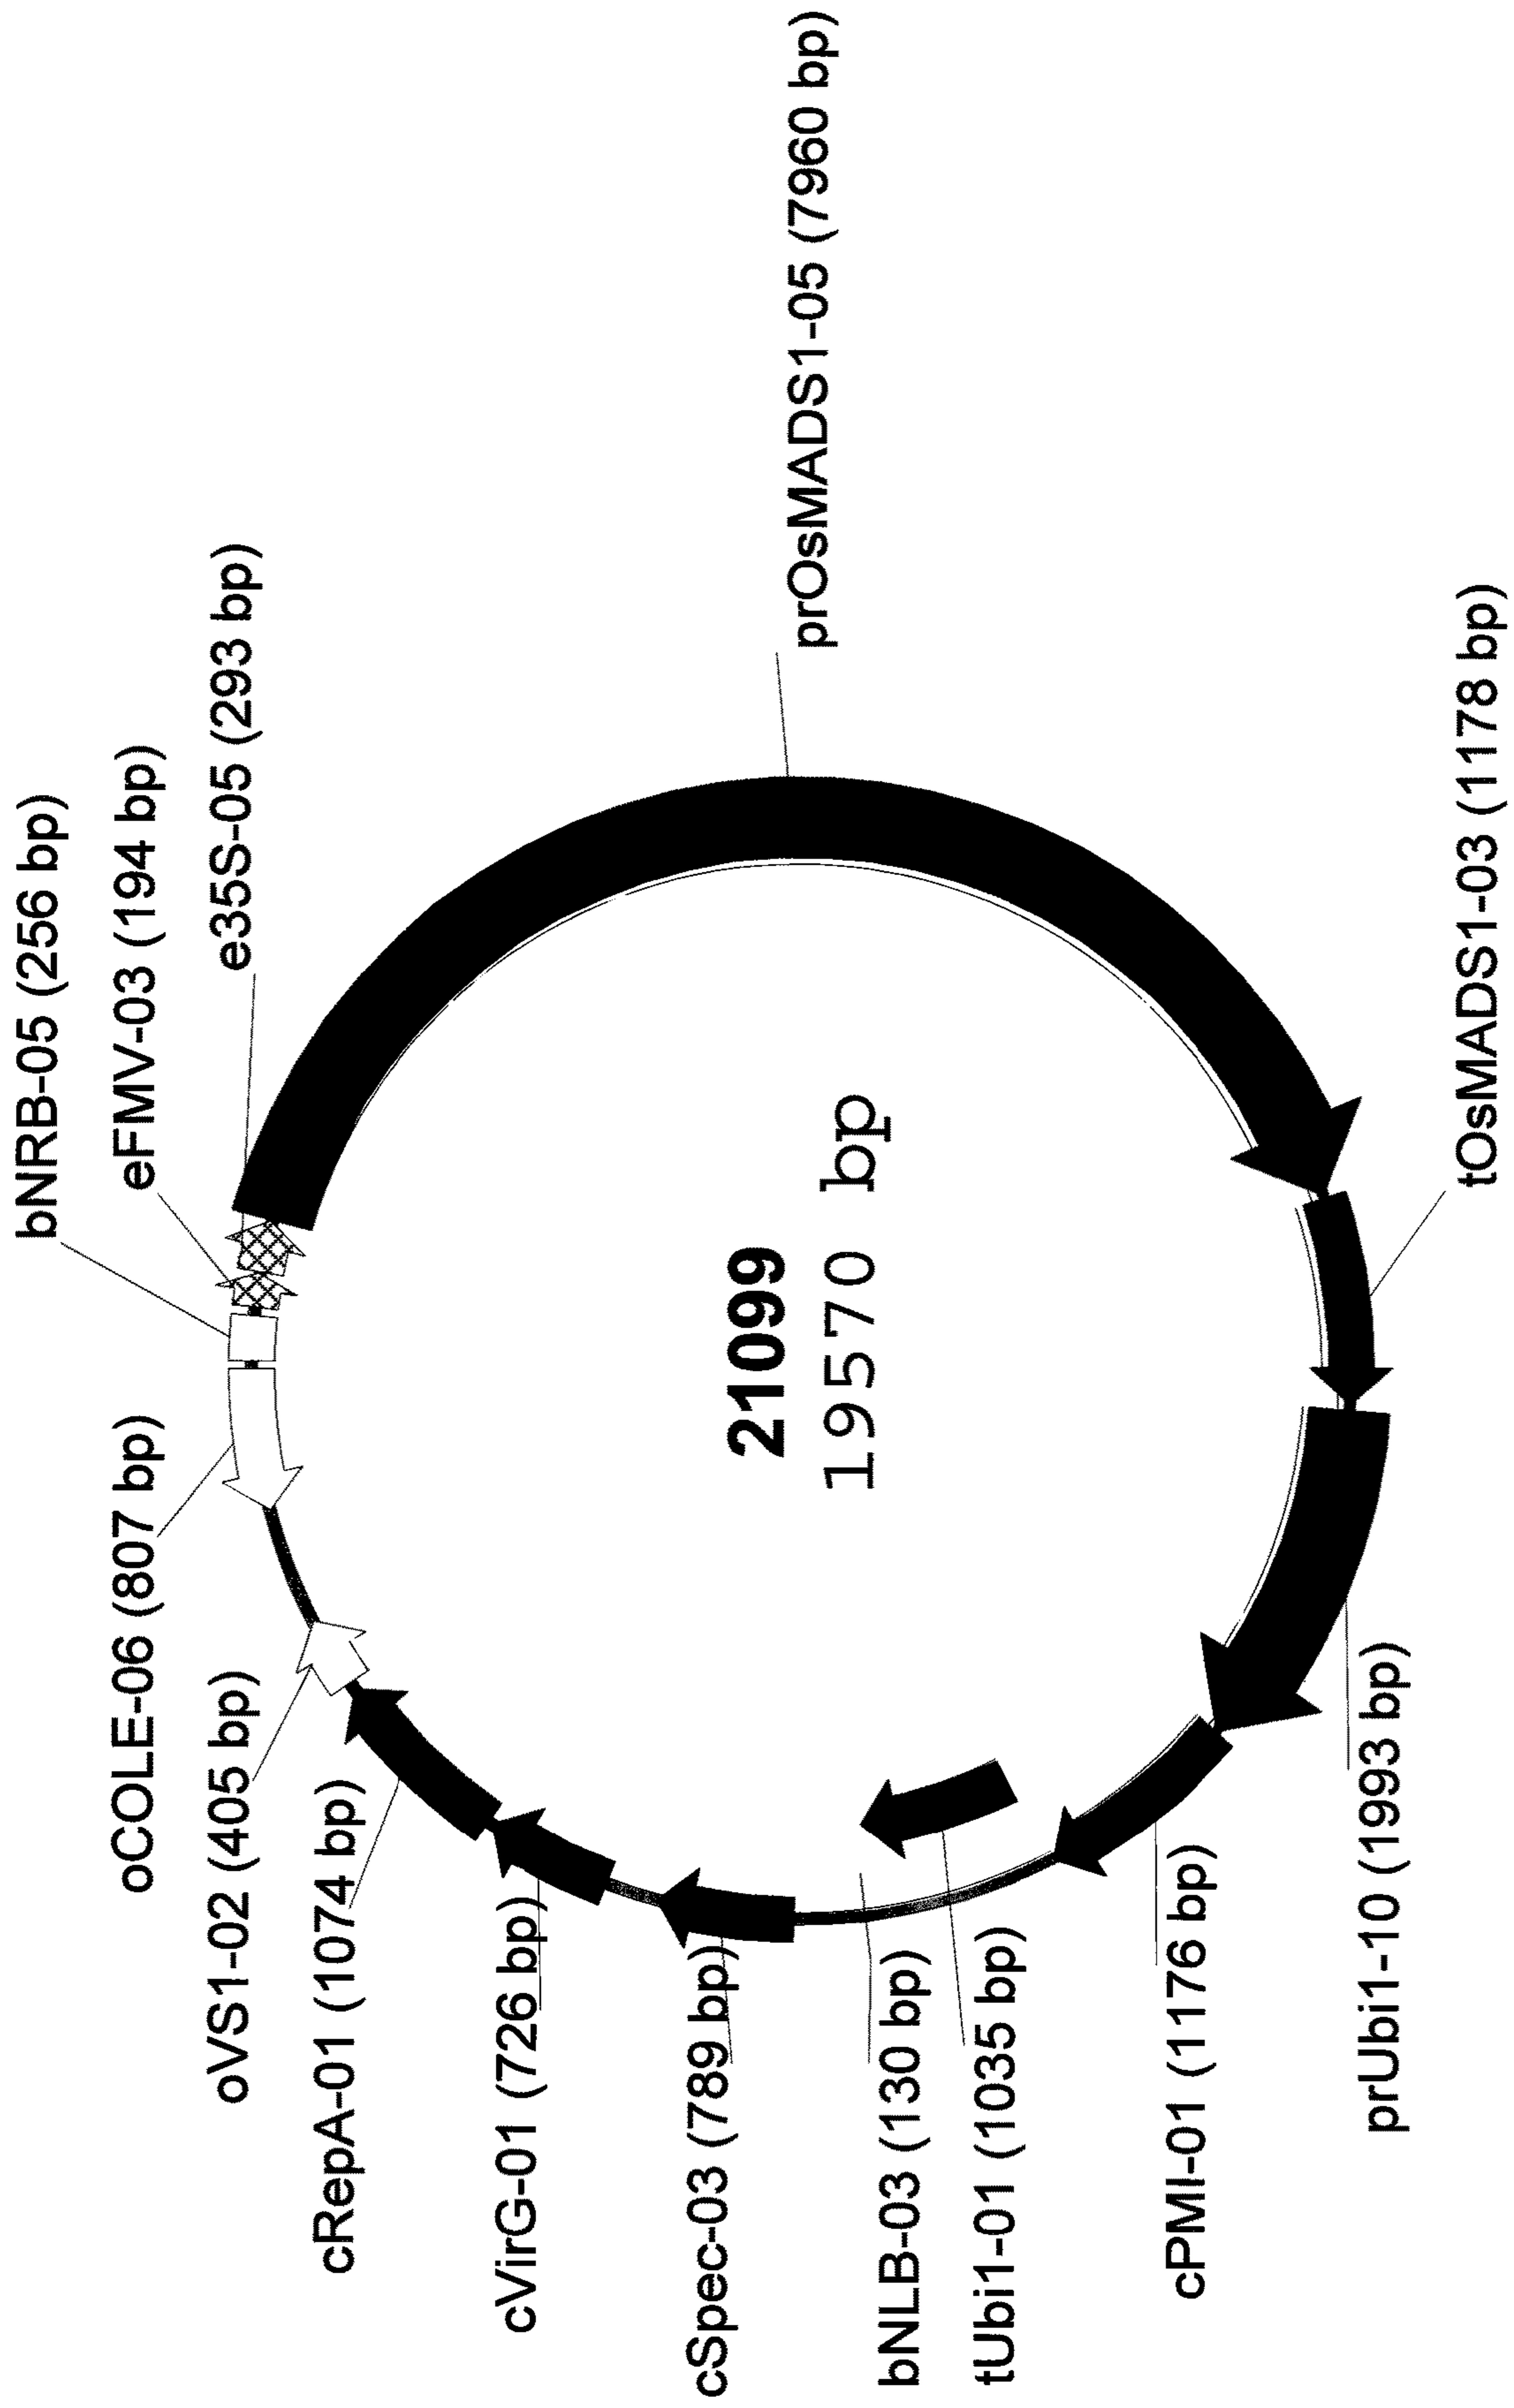 bNRB-05 (256 bp)
eFMV-03 (194 bp)
e35S-05 (293 bp)
prOsMADS1-05 (7960 bp)
tOsMADS1-03 (1178 bp)
prUbi1-10 (1993 bp)
cPMI-01 (1176 bp)
tUbi1-01 (1035 bp)
bNLB-03 (130 bp)
cSpec-03 (789 bp)
cVirG-01 (726 bp)
cRepA-01 (1074 bp)
oVS1-02 (405 bp)
oCOLE-06 (807 bp)
21099
19570 bp